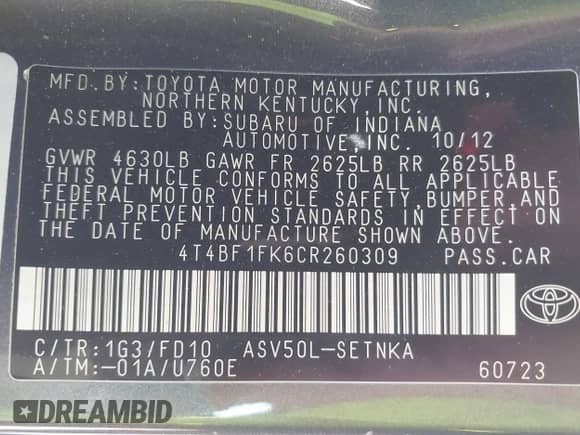 MFD.BY:TOYOTA MOTOR MANUFACTURING,
NORTHERN KENTUCKY,INC.
ASSEMBLED BY:SUBARU OF INDIANA
AUTOMOTIVE,INC. 10/12
GVWR 4630LB GAWR FR 2625LB RR 2625LB
THIS VEHICLE CONFORMS TO ALL APPLICABLE
FEDERAL MOTOR VEHICLE SAFETY,BUMPER,AND
THEFT PREVENTION STANDARDS IN EFFECT ON
THE DATE OF MANUFACTURE SHOWN ABOVE.
4T4BF1FK6CR260309 PASS.CAR
C/TR:1G3/FD10 ASV50L-SETNKA
A/TM:-01A/U760E 60723
DREAMBID